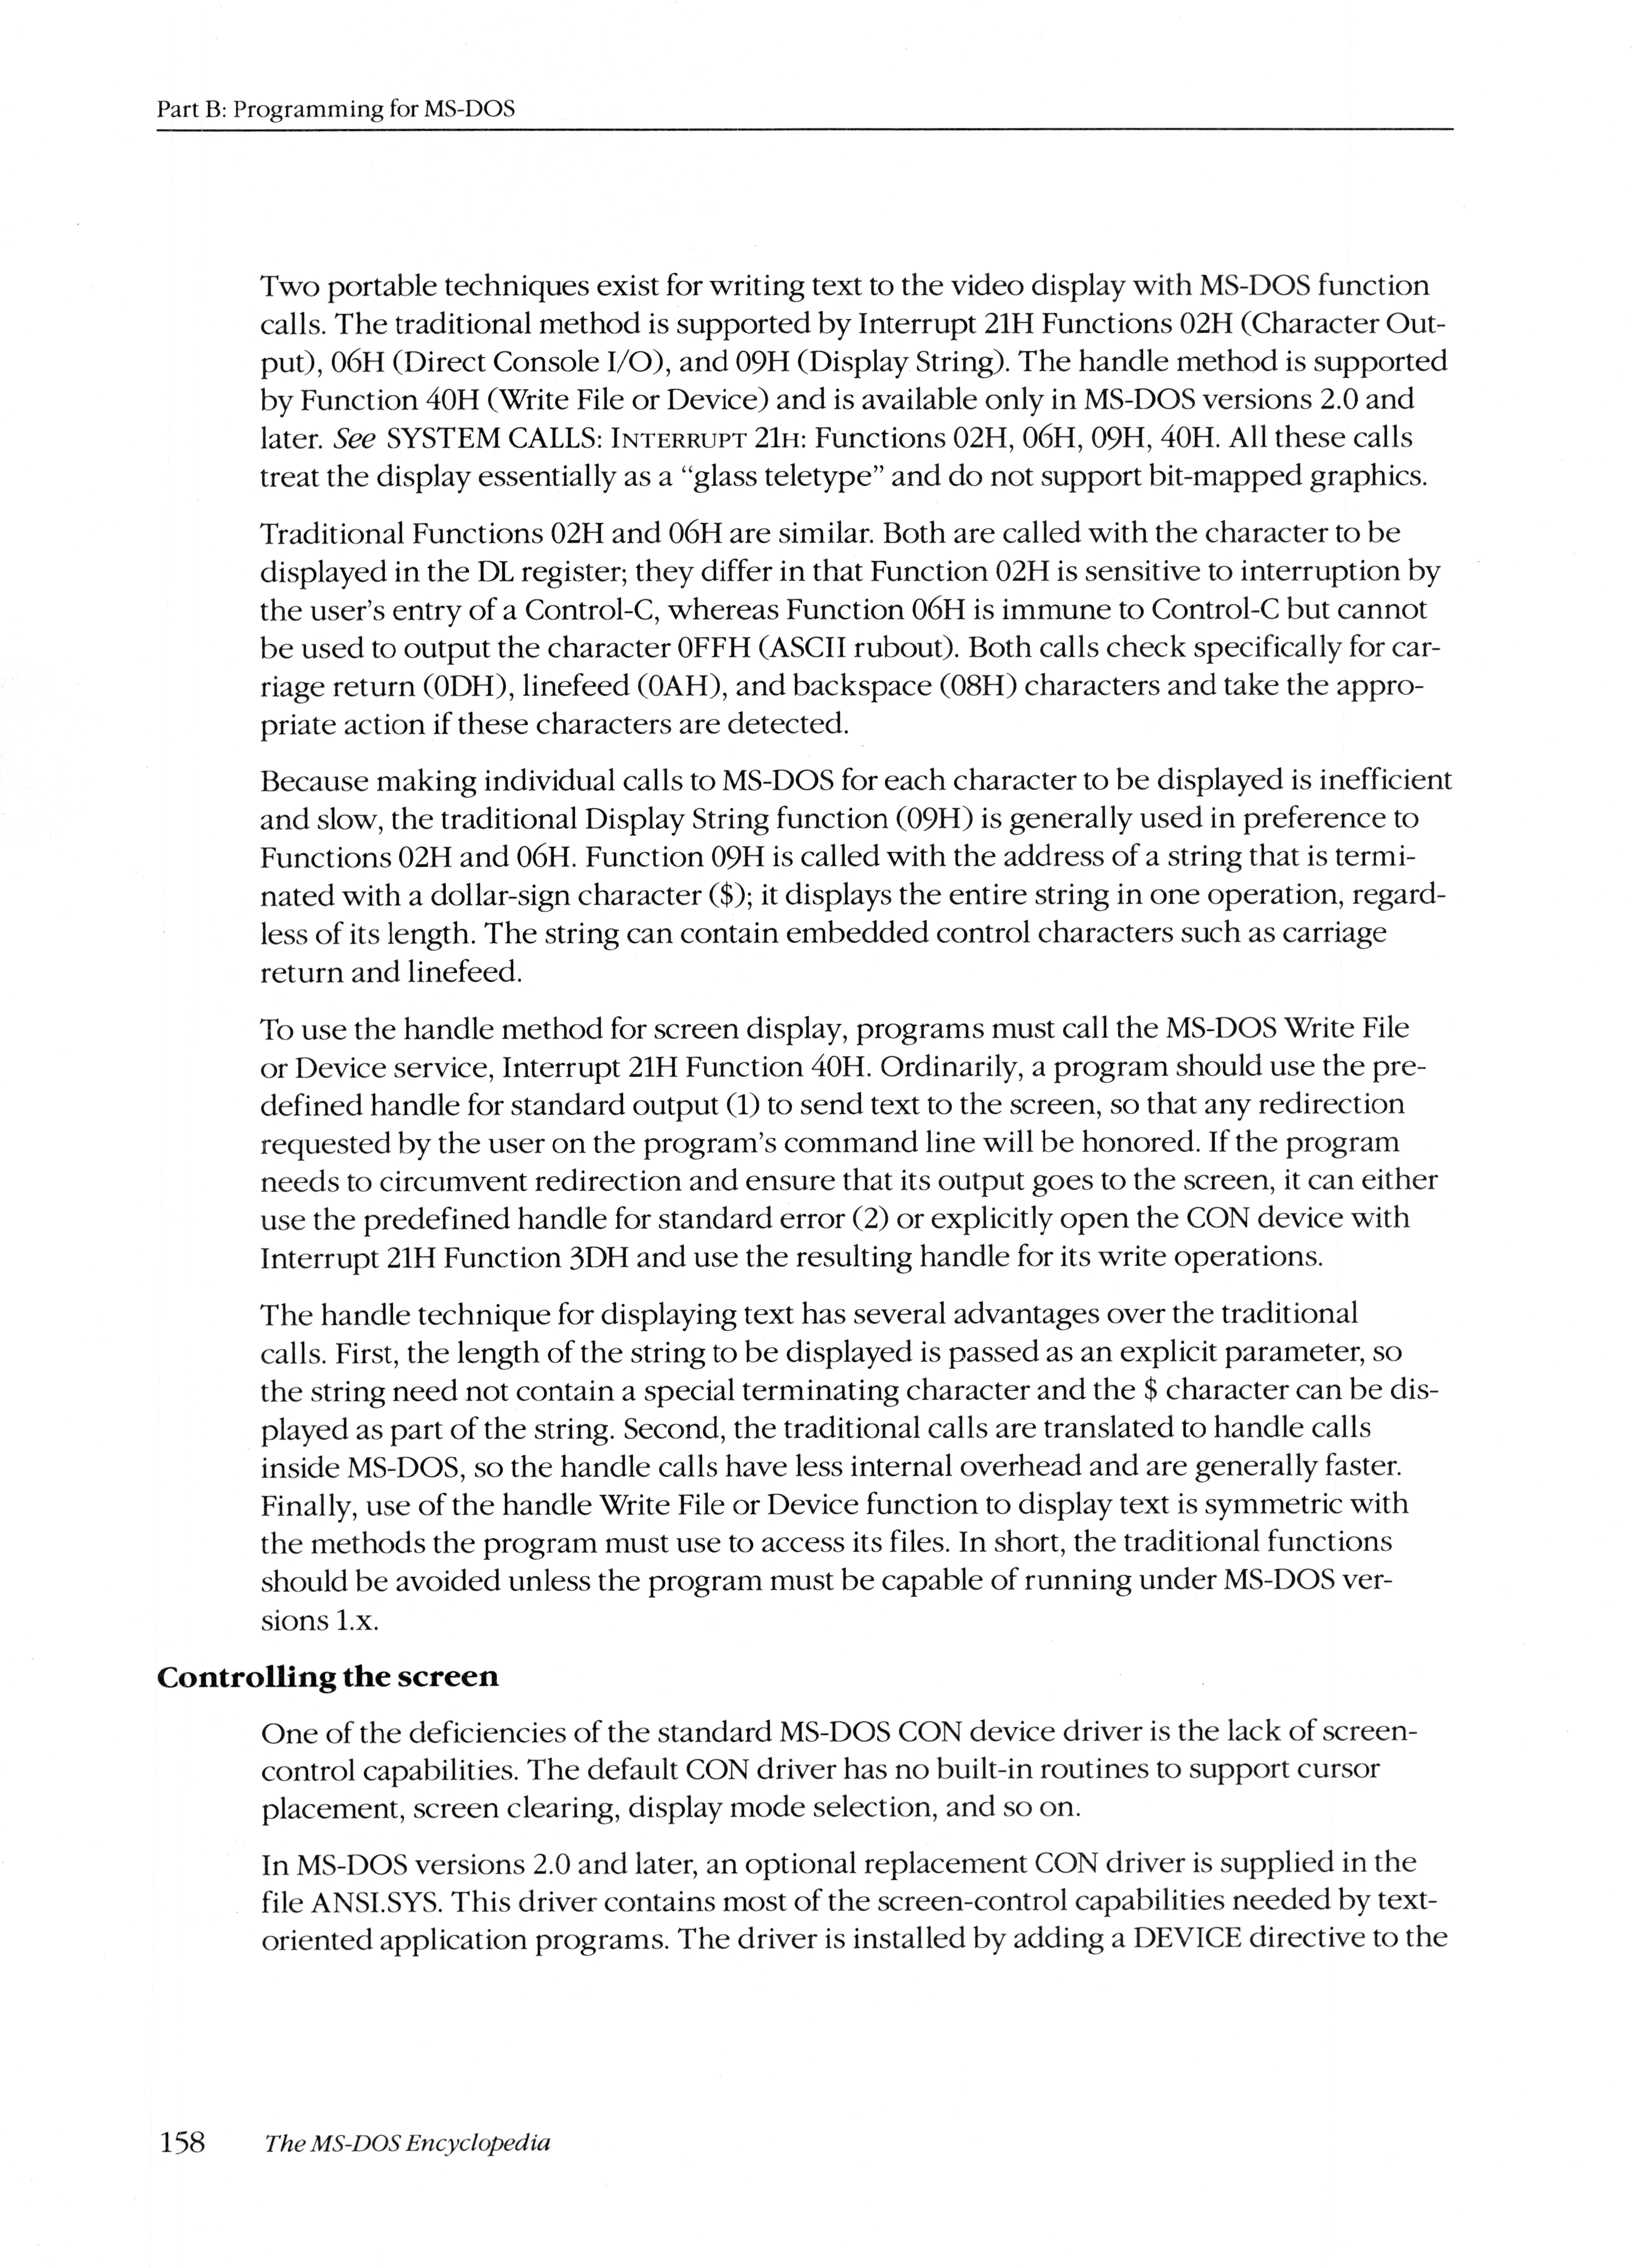 Part B: Programming for MS-DOS
Two portable techniques exist for writing text to the video display with MS-DOS function
calls. The traditional method is supported by Interrupt 21H Functions 02H (Character Out-
put), 06H (Direct Console I/O), and 09H (Display String). The handle method is supported
by Function 40H (Write File or Device) and is available only in MS-DOS versions 2.0 and
later. See SYSTEM CALLS: INTERRUPT 21H: Functions 02H, 06H, 09H, 40H. All these calls
treat the display essentially as a “glass teletype” and do not support bit-mapped graphics.
Traditional Functions 02H and 06H are similar. Both are called with the character to be
displayed in the DL register; they differ in that Function 02H is sensitive to interruption by
the user’s entry of a Control-C, whereas Function 06H is immune to Control-C but cannot
be used to output the character 0FFH (ASCII rubout). Both calls check specifically for car-
riage return (0DH), linefeed (0AH), and backspace (08H) characters and take the appro-
priate action if these characters are detected.
Because making individual calls to MS-DOS for each character to be displayed is inefficient
and slow, the traditional Display String function (09H) is generally used in preference to
Functions 02H and 06H. Function 09H is called with the address of a string that is termi-
nated with a dollar-sign character ($); it displays the entire string in one operation, regard-
less of its length. The string can contain embedded control characters such as carriage
return and linefeed.
To use the handle method for screen display, programs must call the MS-DOS Write File
or Device service, Interrupt 21H Function 40H. Ordinarily, a program should use the pre-
defined handle for standard output (1) to send text to the screen, so that any redirection
requested by the user on the program’s command line will be honored. If the program
needs to circumvent redirection and ensure that its output goes to the screen, it can either
use the predefined handle for standard error (2) or explicitly open the CON device with
Interrupt 21H Function 3DH and use the resulting handle for its write operations.
The handle technique for displaying text has several advantages over the traditional
calls. First, the length of the string to be displayed is passed as an explicit parameter, so
the string need not contain a special terminating character and the $ character can be dis-
played as part of the string. Second, the traditional calls are translated to handle calls
inside MS-DOS, so the handle calls have less internal overhead and are generally faster.
Finally, use of the handle Write File or Device function to display text is symmetric with
the methods the program must use to access its files. In short, the traditional functions
should be avoided unless the program must be capable of running under MS-DOS ver-
sions 1.x.
Controlling the screen
One of the deficiencies of the standard MS-DOS CON device driver is the lack of screen-
control capabilities. The default CON driver has no built-in routines to support cursor
placement, screen clearing, display mode selection, and so on.
In MS-DOS versions 2.0 and later, an optional replacement CON driver is supplied in the
file ANSI.SYS. This driver contains most of the screen-control capabilities needed by text-
oriented application programs. The driver is installed by adding a DEVICE directive to the
158 The MS-DOS Encyclopedia